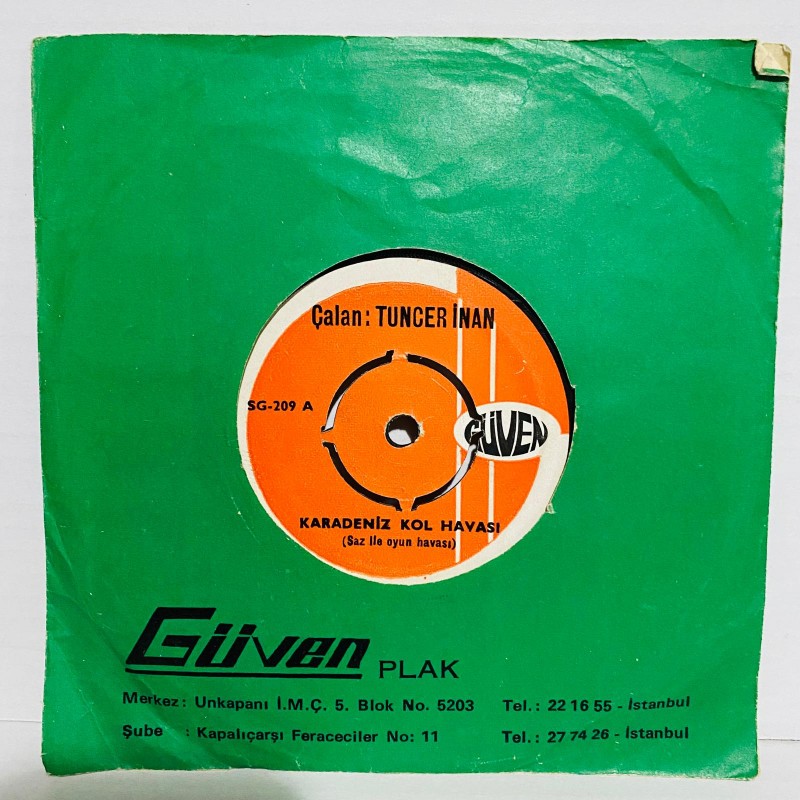 Çalan: TUNCER İNAN
SG-209 A
GÜVEN
KARADENİZ KOL HAVASI
(Saz ile oyun havası)
Güven PLAK
Merkez: Unkapanı İ.M.Ç. 5. Blok No. 5203 Tel.: 22 16 55 - İstanbul
Şube : Kapalıçarşı Feraceciler No: 11 Tel.: 27 74 26 - İstanbul